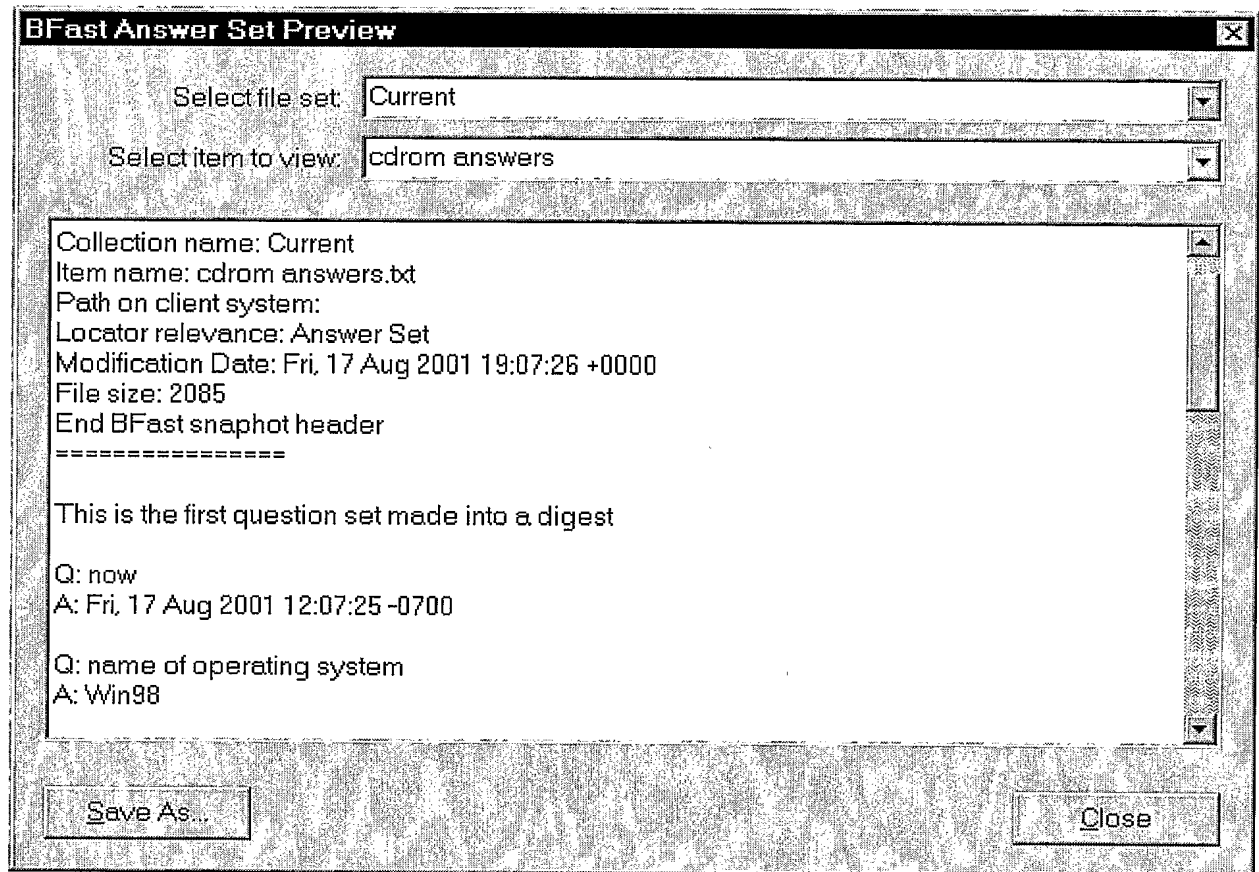 BFast Answer Set Preview
Select file set: Current
Select item to view: cdrom answers
Collection name: Current
Item name: cdrom answers.txt
Path on client system:
Locator relevance: Answer Set
Modification Date: Fri, 17 Aug 2001 19:07:26 +0000
File size: 2085
End BFast snaphot header
================
This is the first question set made into a digest
Q: now
A: Fri, 17 Aug 2001 12:07:25 -0700
Q: name of operating system
A: Win98
Save As...
Close